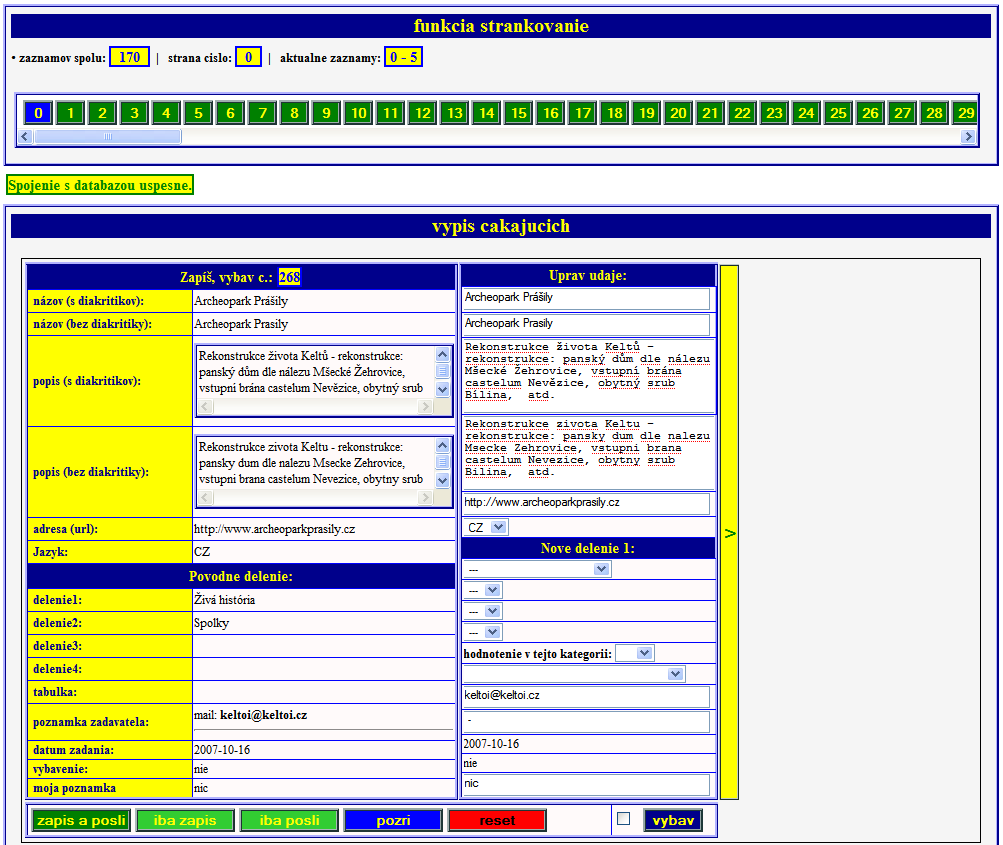 funkcia strankovanie
• zaznamov spolu: 170 | strana cislo: 0 | aktualne zaznamy: 0 - 5
0 1 2 3 4 5 6 7 8 9 10 11 12 13 14 15 16 17 18 19 20 21 22 23 24 25 26 27 28 29
Spojenie s databazou uspesne.
vypis cakajucich
Zapíš, vybav c.: 268
názov (s diakritikov): Archeopark Prášily
názov (bez diakritiky): Archeopark Prasily
popis (s diakritikov):
Rekonstrukce života Keltů - rekonstrukce:
panský dům dle nálezu Mšecké Žehrovice,
vstupni brána castelum Nevězice, obytný srub
popis (bez diakritiky):
Rekonstrukce zivota Keltu - rekonstrukce:
pansky dum dle nalezu Msecke Zehrovice,
vstupni brana castelum Nevezice, obytny srub
adresa (url): http://www.archeoparkprasily.cz
Jazyk: CZ
Povodne delenie:
delenie1: Živá história
delenie2: Spolky
delenie3:
delenie4:
tabulka:
poznamka zadavatela: mail: keltoi@keltoi.cz
datum zadania: 2007-10-16
vybavenie: nie
moja poznamka nic
Uprav udaje:
Archeopark Prášily
Archeopark Prasily
Rekonstrukce života Keltů -
rekonstrukce: panský dům dle nálezu
Mšecké Žehrovice, vstupní brána
castelum Nevězice, obytný srub
Bilina, atd.
Rekonstrukce zivota Keltu -
rekonstrukce: pansky dum dle nalezu
Msecke Zehrovice, vstupni brana
castelum Nevezice, obytny srub
Bilina, atd.
http://www.archeoparkprasily.cz
CZ
Nove delenie 1:
---
---
---
---
hodnotenie v tejto kategorii:
keltoi@keltoi.cz
-
2007-10-16
nie
nic
>
zapis a posli iba zapis iba posli pozri reset vybav